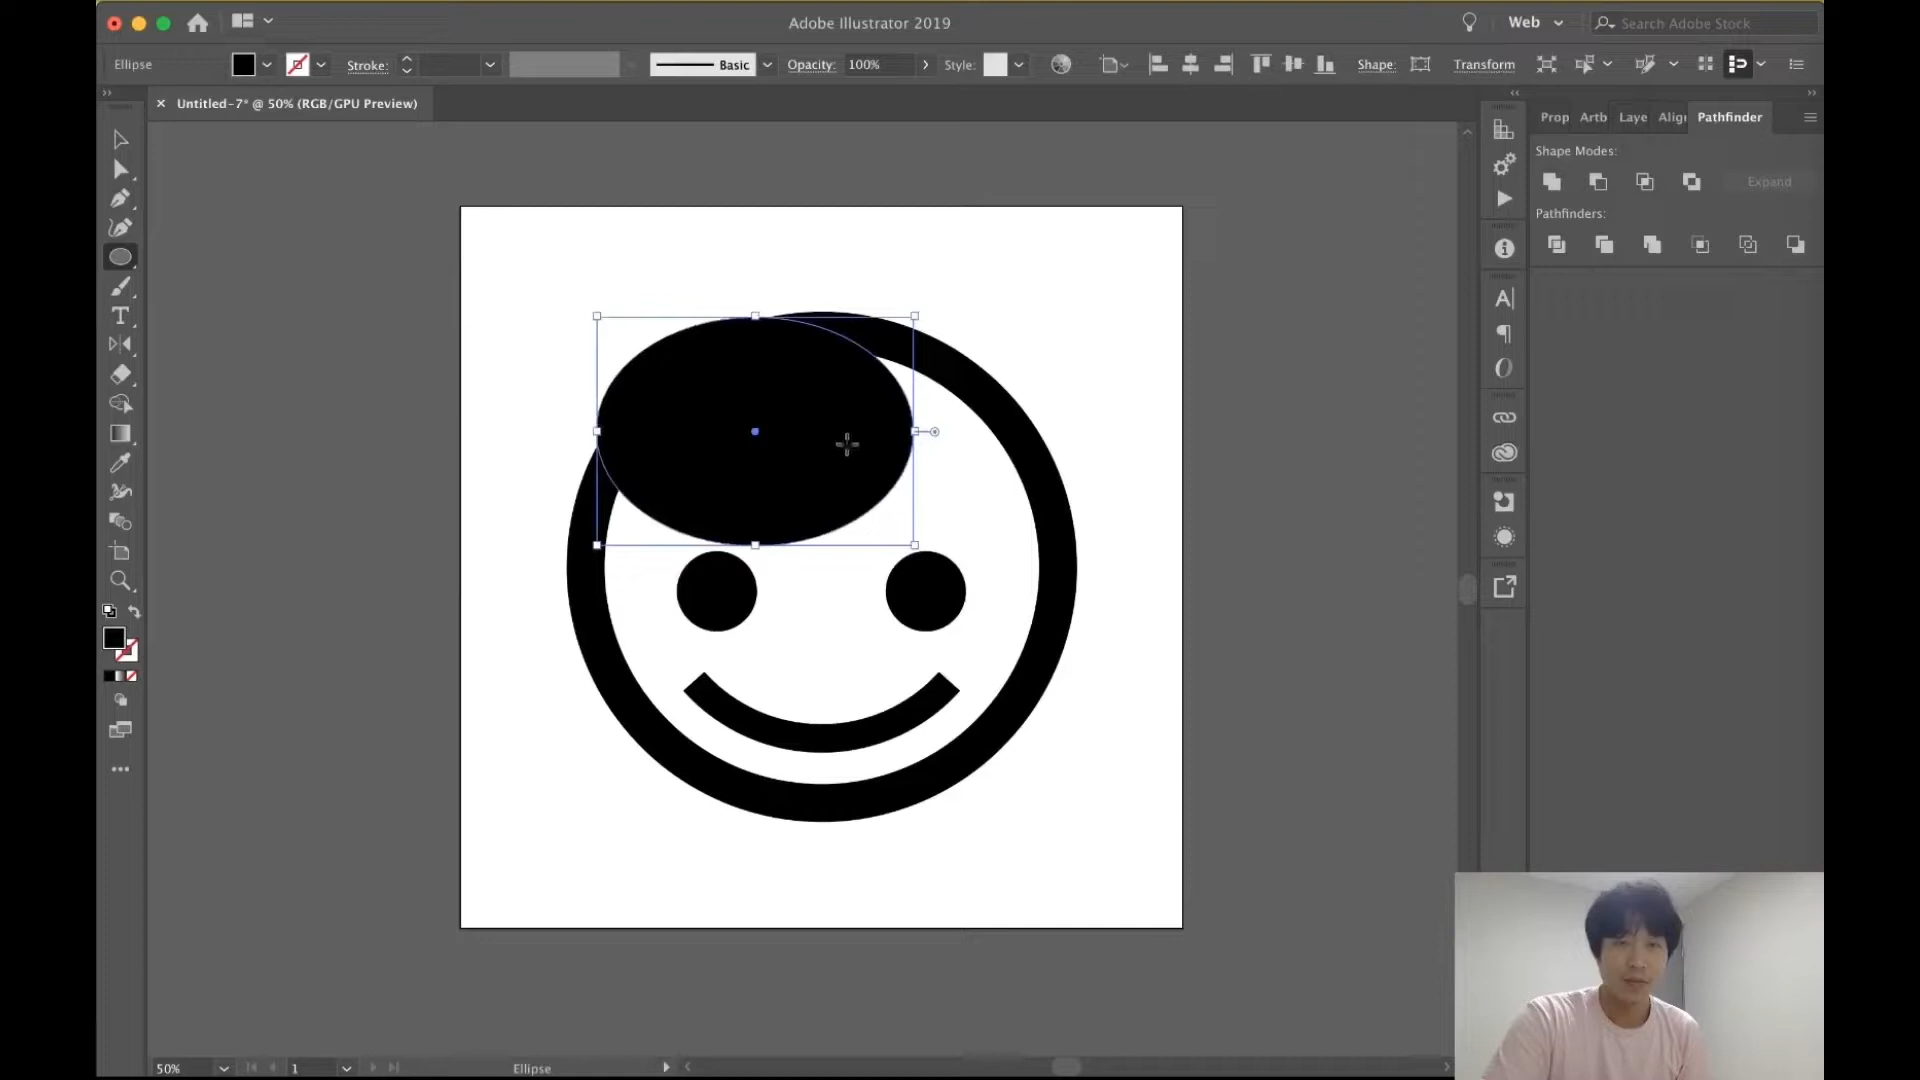 Adobe Illustrator 2019
Web
Search Adobe Stock
Ellipse
Stroke:
Basic
Opacity: 100%
Style:
Shape:
Transform
× Untitled-7* @ 50% (RGB/GPU Preview)
Prop Artb Laye Alig Pathfinder
Shape Modes:
Expand
Pathfinders:
50%
1
Ellipse